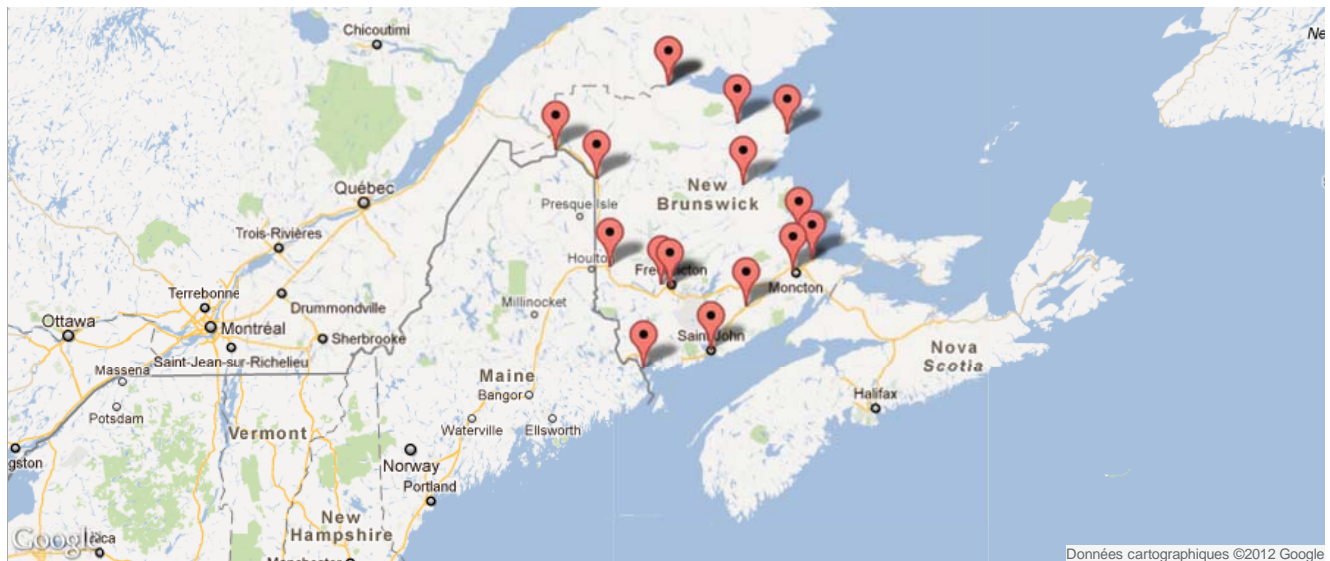 Chicoutimi
Ne
Québec
New
Brunswick
Presque Isle
Trois-Rivières
Houlton
Terrebonne
Drummondville
Millinocket
Moncton
Ottawa
Montréal
Sherbrooke
Saint John
Saint-Jean-sur-Richelieu
Massena
Maine
Nova
Scotia
Bangor
Halifax
Potsdam
Waterville
Ellsworth
Vermont
gston
Norway
Portland
New
Hampshire
Google
Données cartographiques ©2012 Google